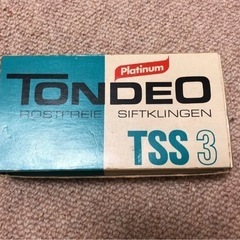 Platinum
TONDEO
ROSTFREIE SIFTKLINGEN
TSS 3